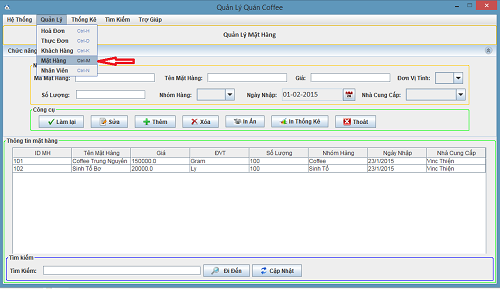 Quản Lý Quán Coffee
Hệ Thống Quản Lý Thống Kê Tìm Kiếm Trợ Giúp
Hoá Đơn Ctrl-H
Thực Đơn Ctrl-D
Khách Hàng Ctrl-K
Mặt Hàng Ctrl-M
Nhân Viên Ctrl-N
Quản Lý Mặt Hàng
Chức năng
Mã Mặt Hàng: Tên Mặt Hàng: Giá: Đơn Vị Tính:
Số Lượng: Nhóm Hàng: Ngày Nhập: 01-02-2015 Nhà Cung Cấp:
Công cụ
Làm lại Sửa Thêm Xóa In Ấn In Thống Kê Thoát
Thông tin mặt hàng
ID MH Tên Mặt Hàng Giá ĐVT Số Lượng Nhóm Hàng Ngày Nhập Nhà Cung Cấp
101 Coffee Trung Nguyên 150000.0 Gram 100 Coffee 23/1/2015 Vinc Thiện
102 Sinh Tố Bơ 20000.0 Ly 100 Sinh Tố 23/1/2015 Vinc Thiện
Tìm kiếm
Tìm Kiếm: Đi Đến Cập Nhật